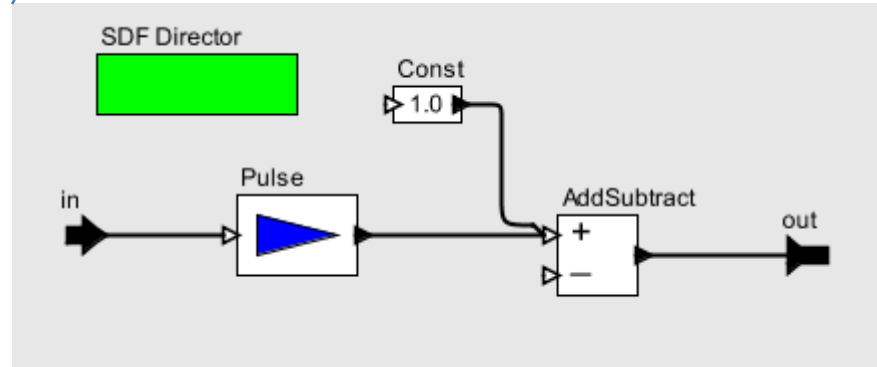 SDF Director
Const
1.0
Pulse
in
AddSubtract
+
out
−